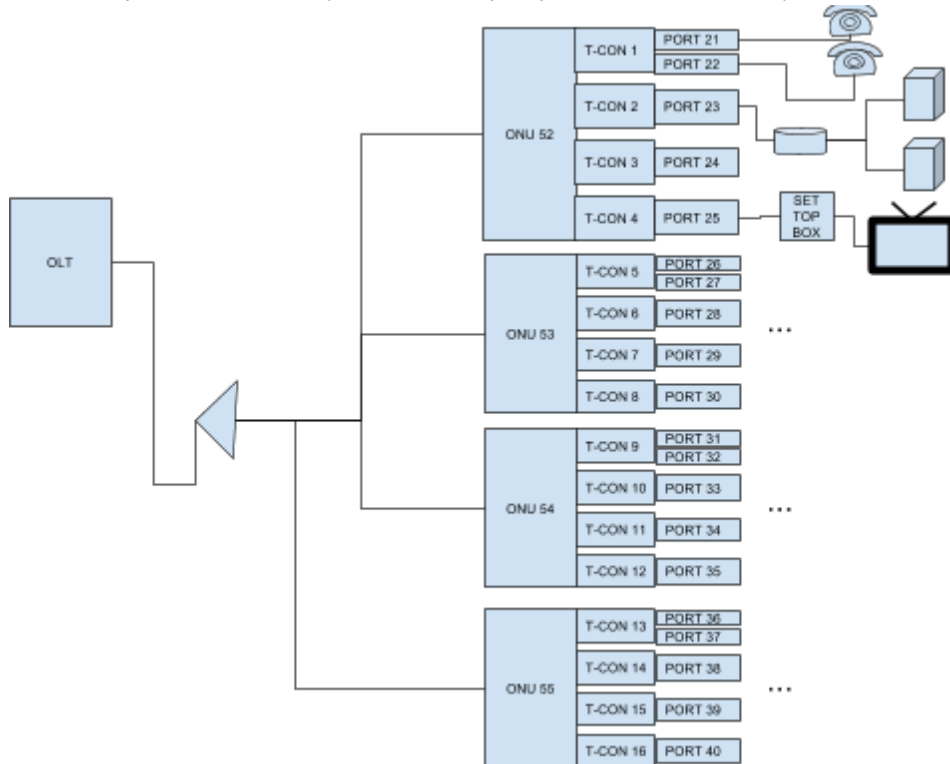 PORT 21
T-CON 1
PORT 22
T-CON 2
PORT 23
ONU 52
T-CON 3
PORT 24
T-CON 4
PORT 25
SET
TOP
BOX
OLT
T-CON 5
PORT 26
PORT 27
T-CON 6
PORT 28
...
ONU 53
T-CON 7
PORT 29
T-CON 8
PORT 30
T-CON 9
PORT 31
PORT 32
T-CON 10
PORT 33
...
ONU 54
T-CON 11
PORT 34
T-CON 12
PORT 35
T-CON 13
PORT 36
PORT 37
T-CON 14
PORT 38
...
ONU 55
T-CON 15
PORT 39
T-CON 16
PORT 40